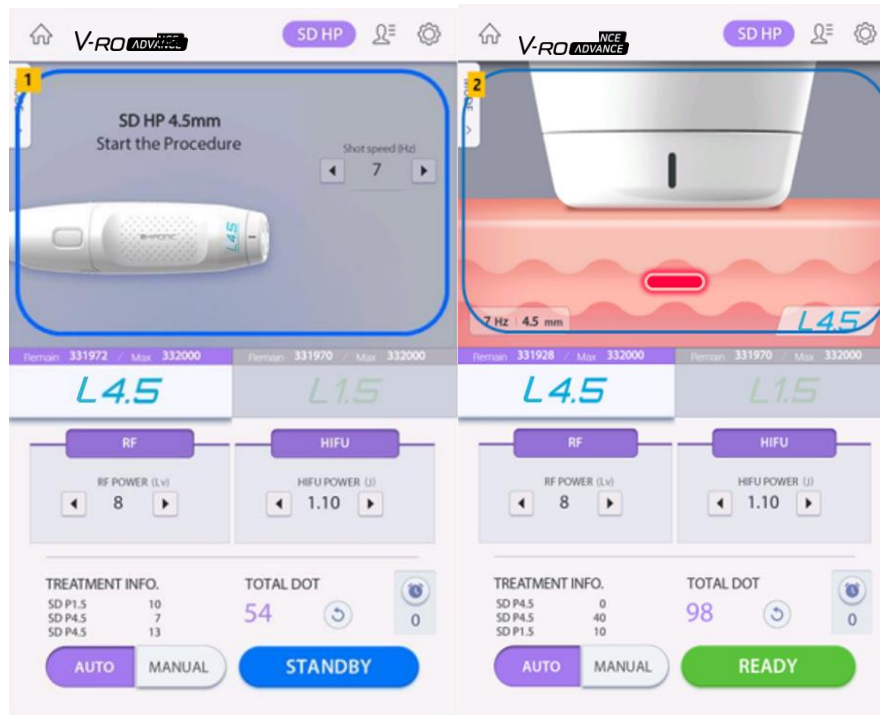 V-RO ADVANCE
SD HP
1
SD HP 4.5mm
Start the Procedure
Shot speed (Hz)
7
HIRONIC
L4.5
Remain 331972 / Max 332000
Remain 331970 / Max 332000
L4.5
L1.5
RF
HIFU
RF POWER (Lv)
8
HIFU POWER (J)
1.10
TREATMENT INFO.
SD P1.5 10
SD P4.5 7
SD P4.5 13
TOTAL DOT
54
0
AUTO
MANUAL
STANDBY
V-RO ADVANCE
NCE
SD HP
2
7 Hz 4.5 mm
L4.5
Remain 331928 / Max 332000
Remain 331970 / Max 332000
L4.5
L1.5
RF
HIFU
RF POWER (Lv)
8
HIFU POWER (J)
1.10
TREATMENT INFO.
SD P4.5 0
SD P4.5 40
SD P1.5 10
TOTAL DOT
98
0
AUTO
MANUAL
READY